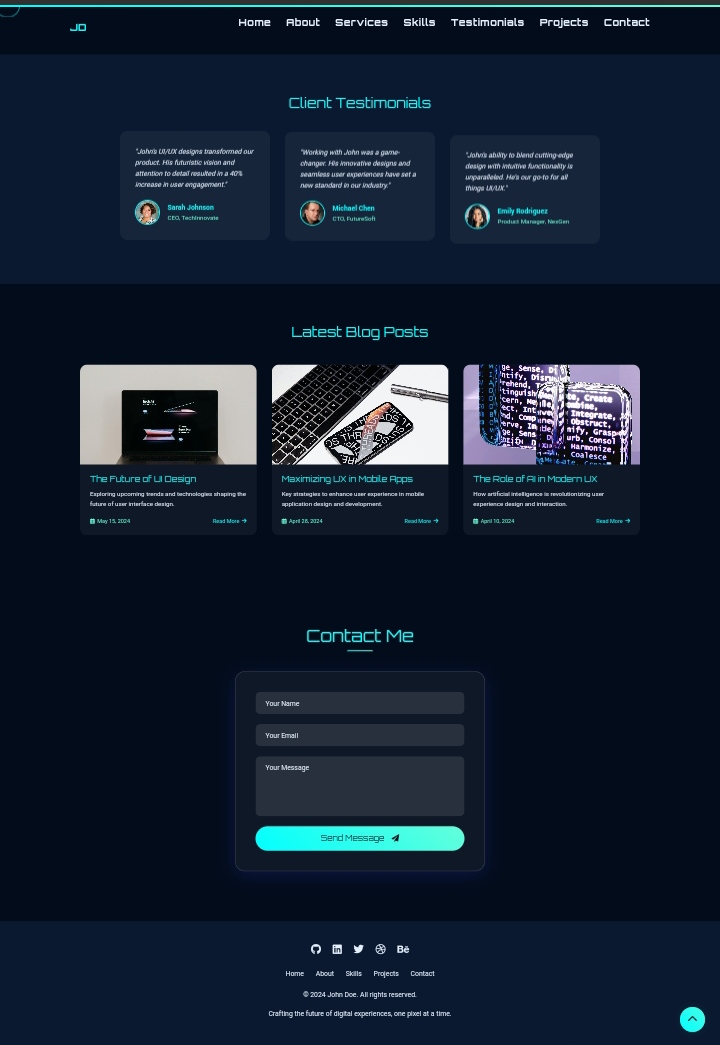 JD
Home About Services Skills Testimonials Projects Contact
Client Testimonials
"John's UI/UX designs transformed our
product. His futuristic vision and
attention to detail resulted in a 40%
increase in user engagement."
Sarah Johnson
CEO, TechInnovate
"Working with John was a game-
changer. His innovative designs and
seamless user experiences have set a
new standard in our industry."
Michael Chen
CTO, FutureSoft
"John's ability to blend cutting-edge
design with intuitive functionality is
unparalleled. He's our go-to for all
things UI/UX."
Emily Rodriguez
Product Manager, NexGen
Latest Blog Posts
The Future of UI Design
Exploring upcoming trends and technologies shaping the
future of user interface design.
May 15, 2024 Read More
THREADS
Maximizing UX in Mobile Apps
Key strategies to enhance user experience in mobile
application design and development.
April 28, 2024 Read More
Create
Integrate,
Obstruct.
Harmonize,
Coalesce
The Role of AI in Modern UX
How artificial intelligence is revolutionizing user
experience design and interaction.
April 10, 2024 Read More
Contact Me
Your Name
Your Email
Your Message
Send Message
Bē
Home About Skills Projects Contact
© 2024 John Doe. All rights reserved.
Crafting the future of digital experiences, one pixel at a time.